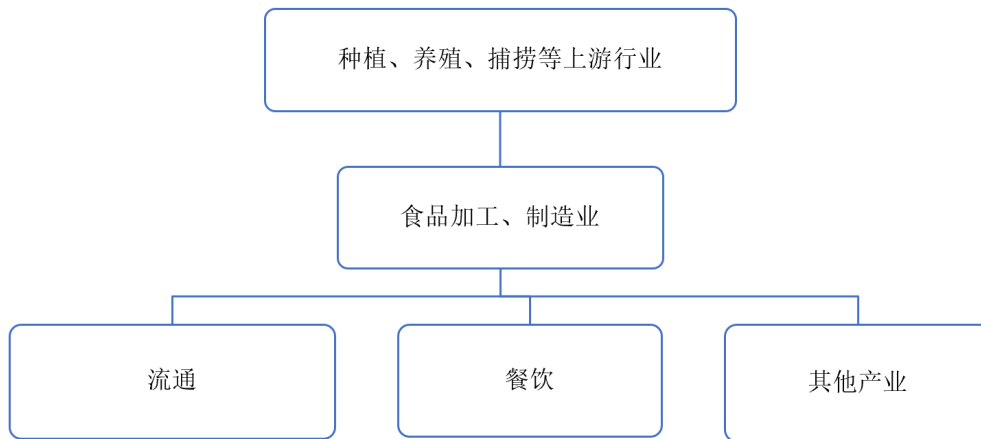 种植、养殖、捕捞等上游行业
食品加工、制造业
流通
餐饮
其他产业